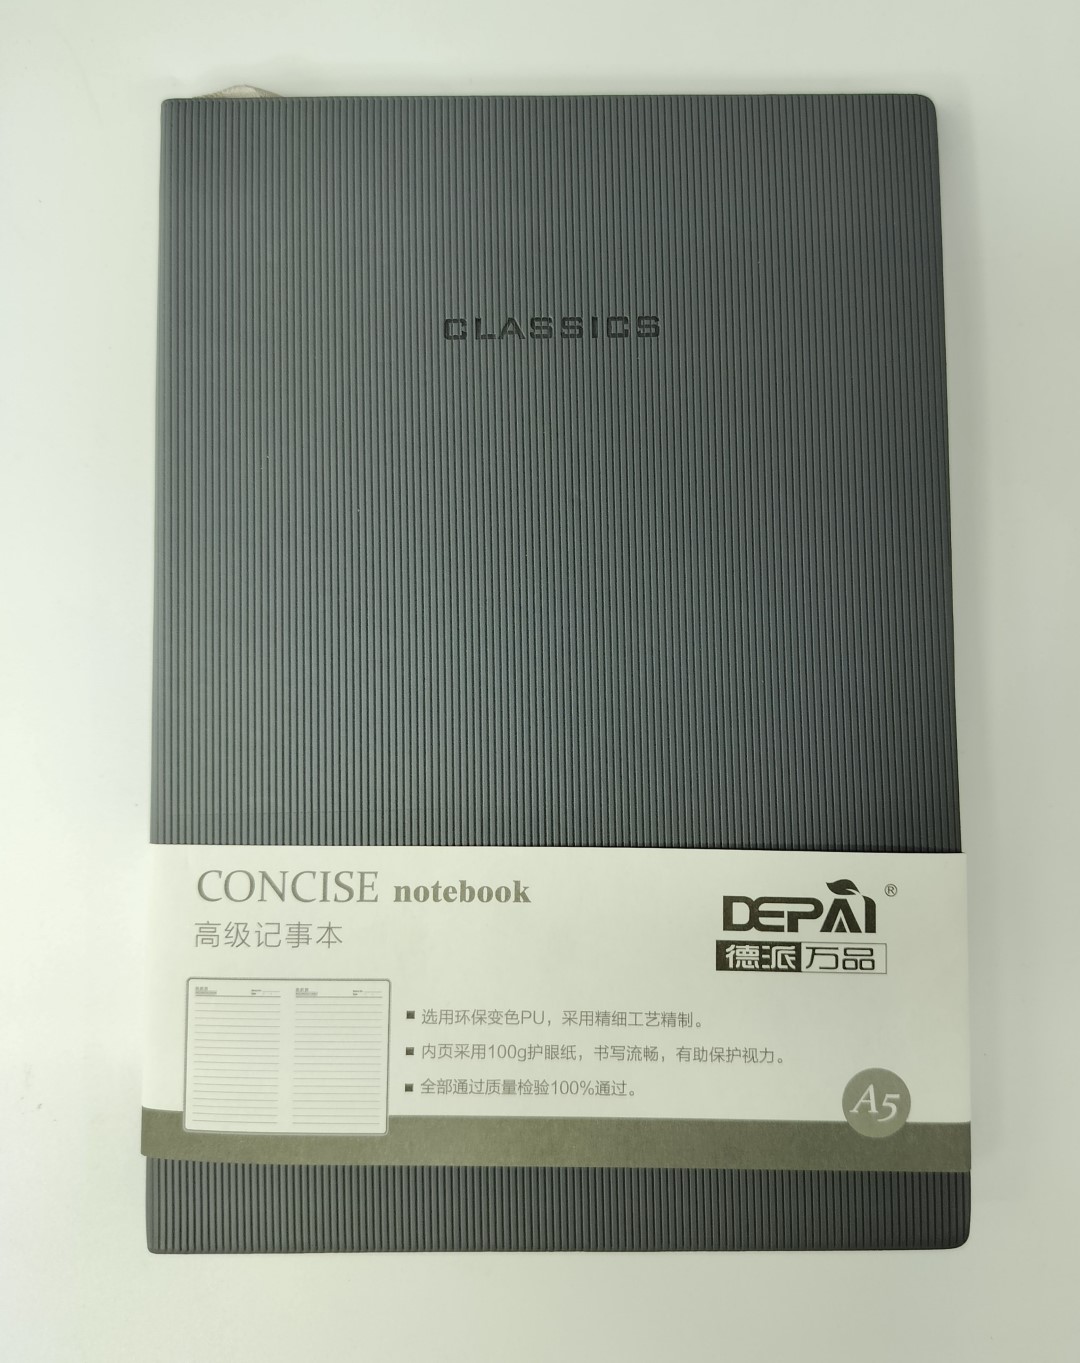 CLASSICS
CONCISE notebook
高级记事本
DEPAI®
德派万品
选用环保变色PU，采用精细工艺精制。
内页采用100g护眼纸，书写流畅，有助保护视力。
全部通过质量检验100%通过。
A5